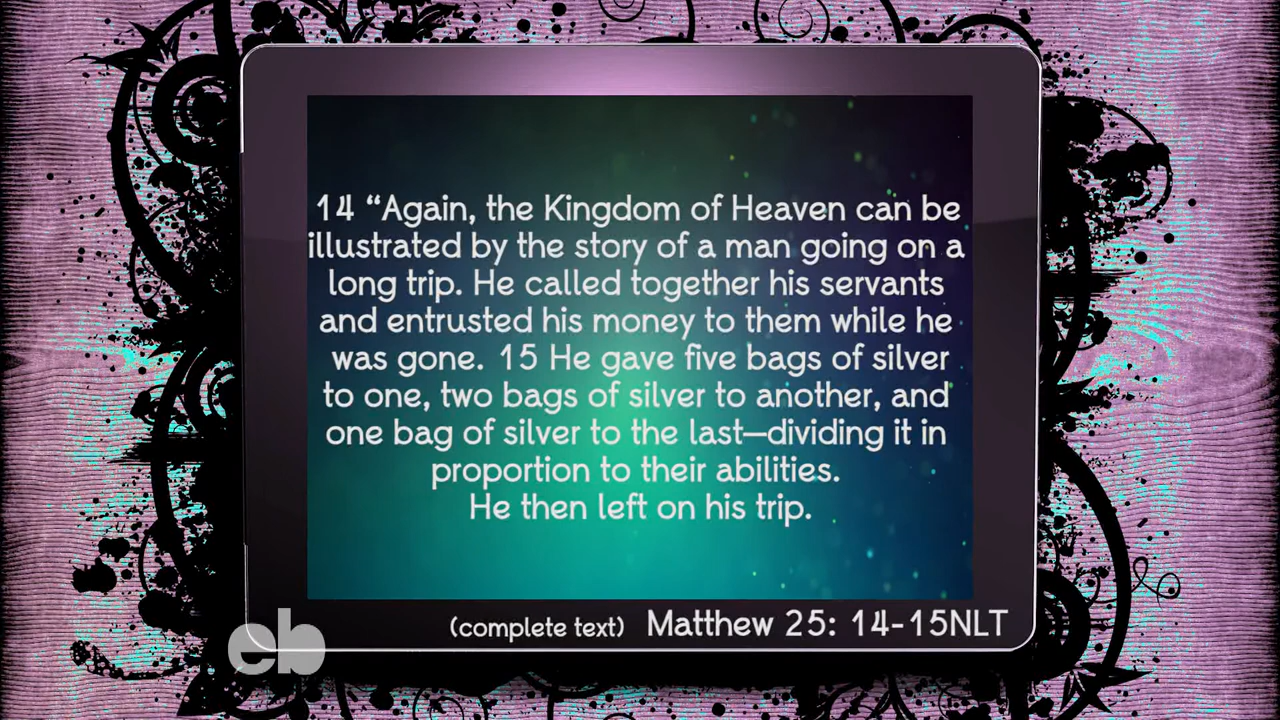 14 “Again, the Kingdom of Heaven can be
illustrated by the story of a man going on a
long trip. He called together his servants
and entrusted his money to them while he
was gone. 15 He gave five bags of silver
to one, two bags of silver to another, and
one bag of silver to the last—dividing it in
proportion to their abilities.
He then left on his trip.
(complete text) Matthew 25: 14-15NLT
eb